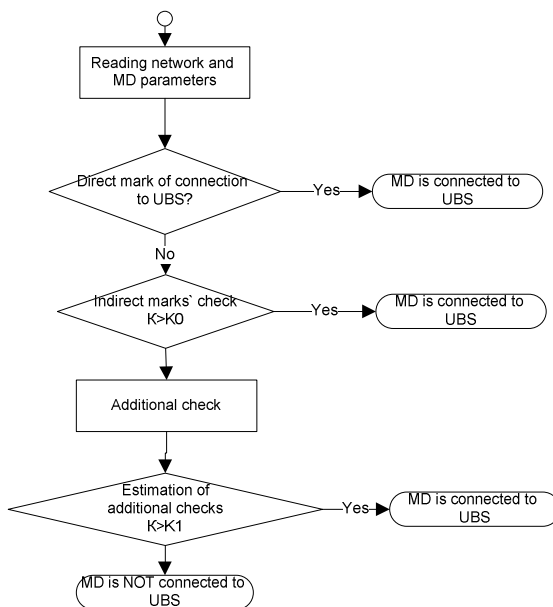 Reading network and
MD parameters
Direct mark of connection
to UBS?
Yes
MD is connected to
UBS
No
Indirect marks` check
K>K0
Yes
MD is connected to
UBS
Additional check
Estimation of
additional checks
K>K1
Yes
MD is connected to
UBS
MD is NOT connected to
UBS